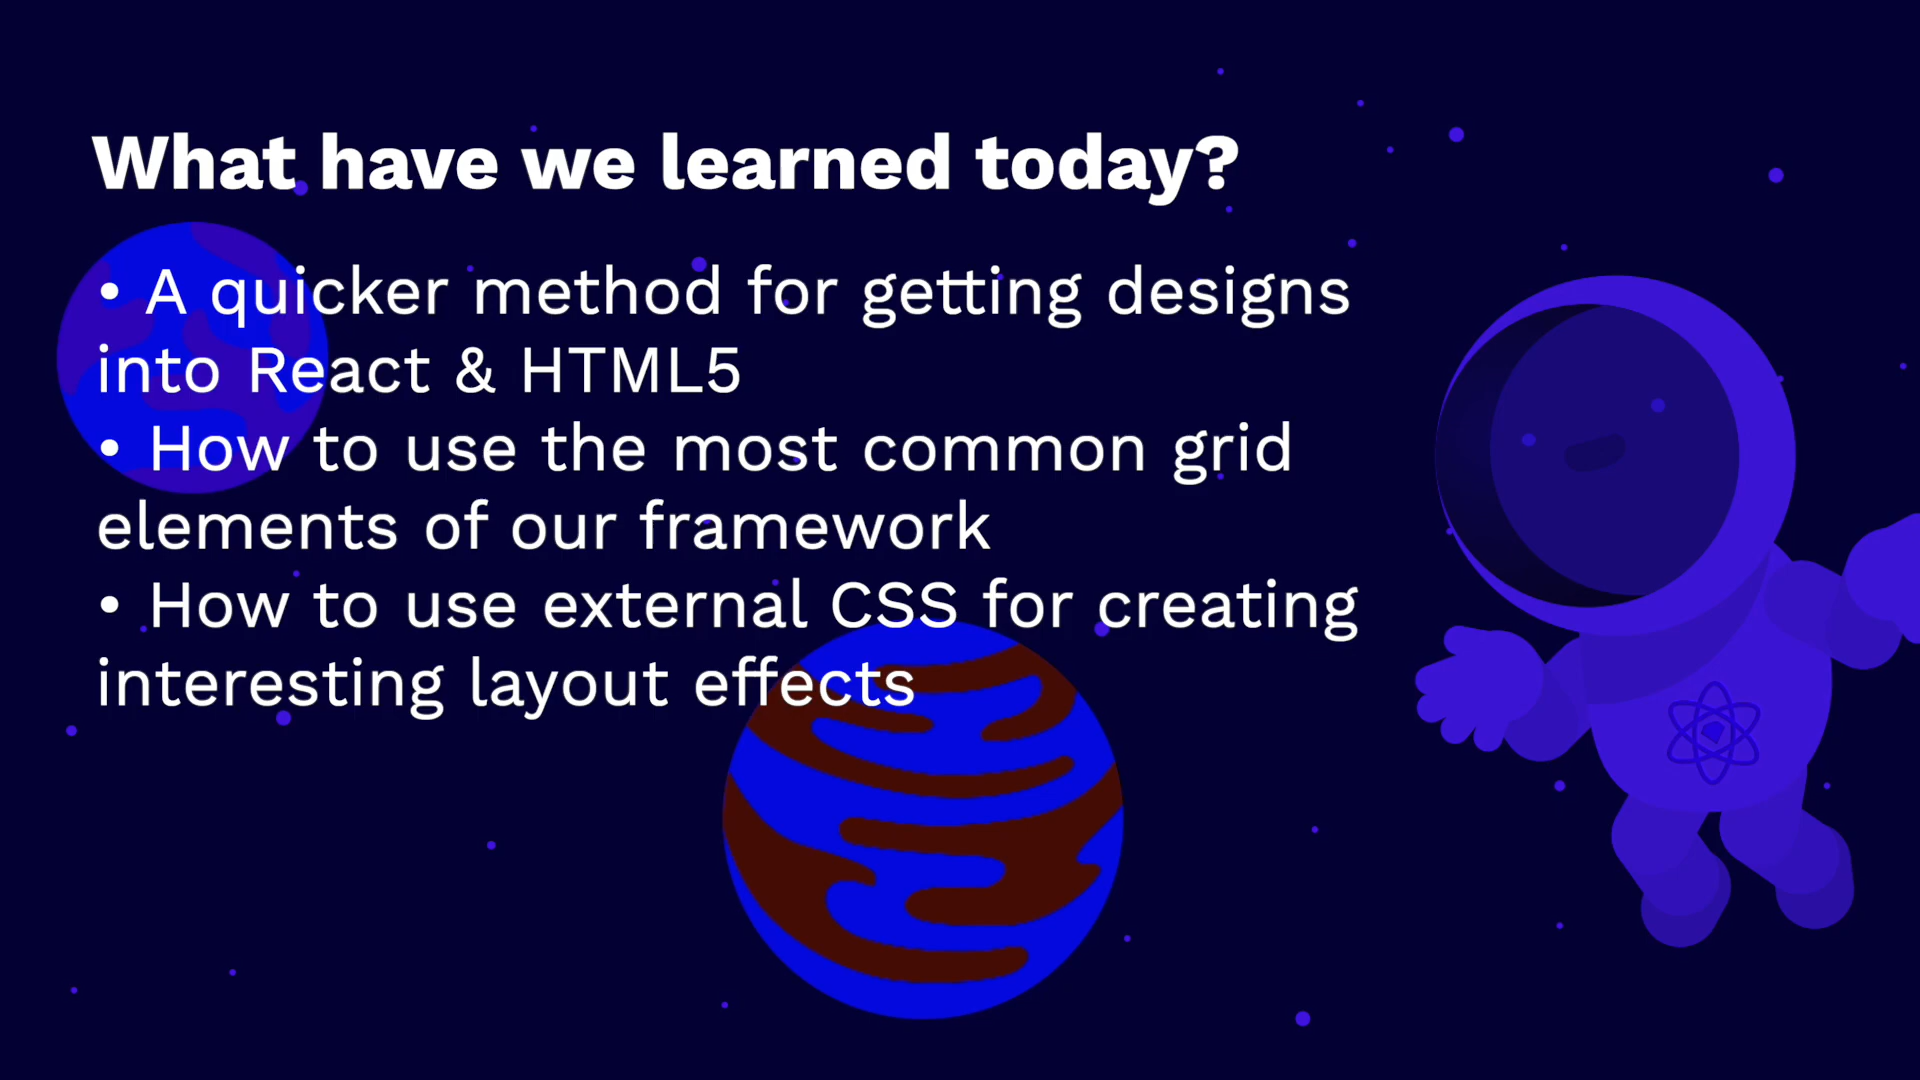 What have we learned today?
• A quicker method for getting designs
into React & HTML5
• How to use the most common grid
elements of our framework
• How to use external CSS for creating
interesting layout effects